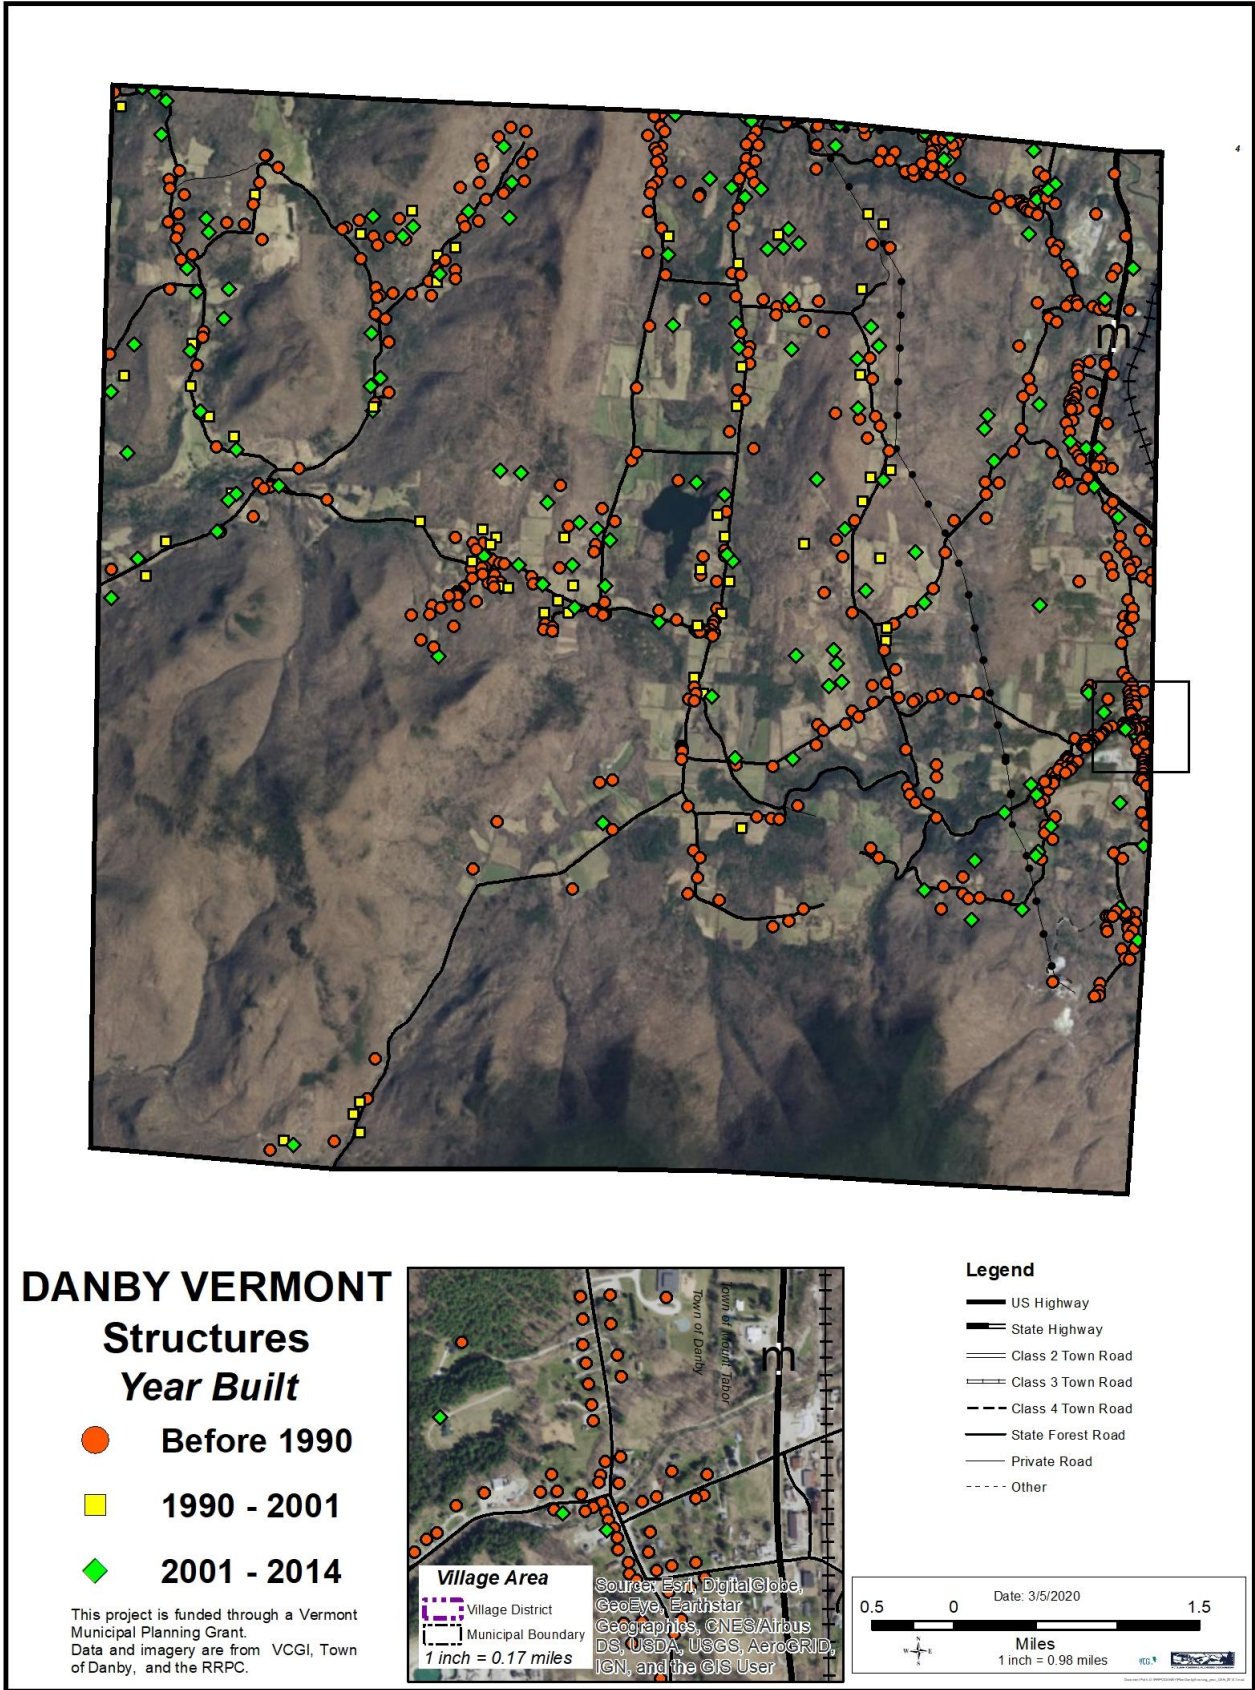 4
m
DANBY VERMONT
Structures
Year Built
Before 1990
1990 - 2001
2001 - 2014
This project is funded through a Vermont
Municipal Planning Grant.
Data and imagery are from VCGI, Town
of Danby, and the RRPC.
Town of Danby
Town of Mount Tabor
m
Village Area
Village District
Municipal Boundary
1 inch = 0.17 miles
Source: Esri, DigitalGlobe,
GeoEye, Earthstar
Geographics, CNES/Airbus
DS, USDA, USGS, AeroGRID,
IGN, and the GIS User
Legend
US Highway
State Highway
Class 2 Town Road
Class 3 Town Road
Class 4 Town Road
State Forest Road
Private Road
Other
Date: 3/5/2020
0.5 0 1.5
Miles
1 inch = 0.98 miles
N
W E
S